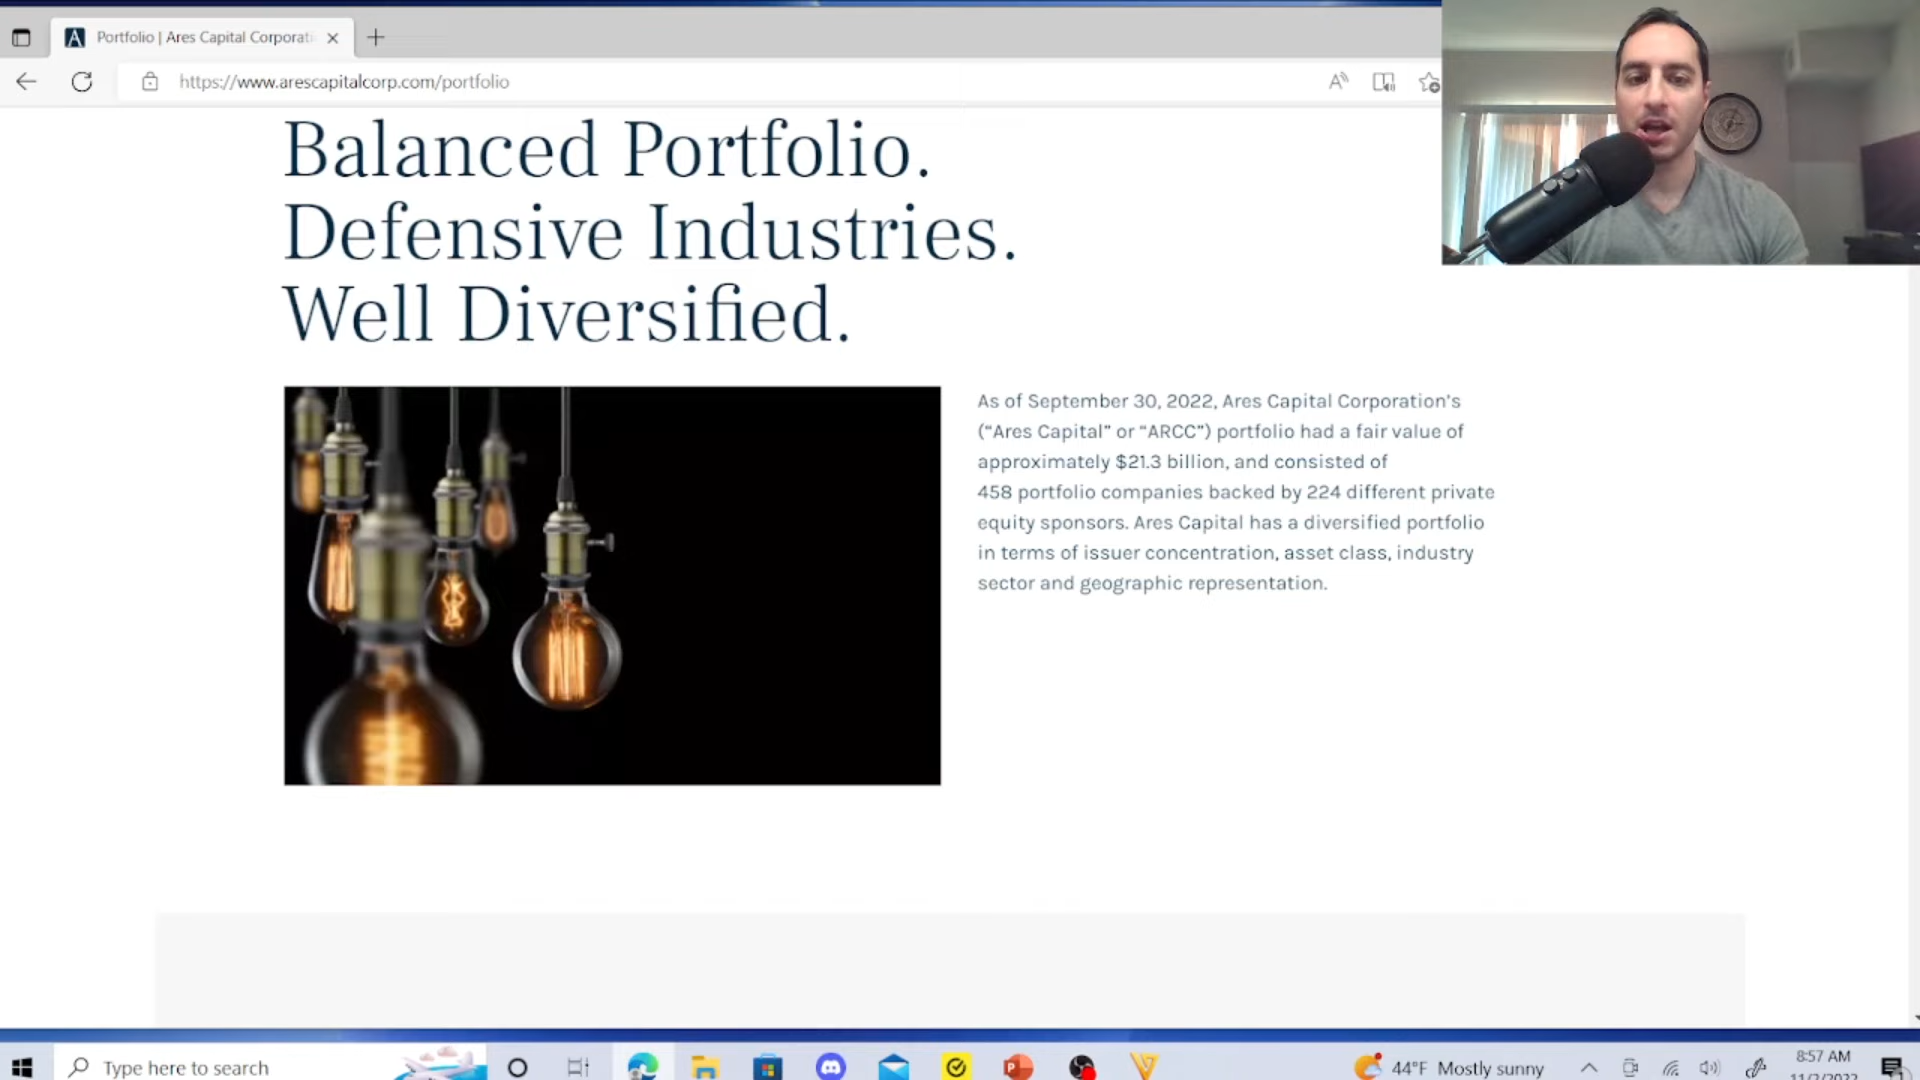 Portfolio | Ares Capital Corporati
https://www.arescapitalcorp.com/portfolio
Balanced Portfolio.
Defensive Industries.
Well Diversified.
As of September 30, 2022, Ares Capital Corporation's
("Ares Capital" or "ARCC") portfolio had a fair value of
approximately $21.3 billion, and consisted of
458 portfolio companies backed by 224 different private
equity sponsors. Ares Capital has a diversified portfolio
in terms of issuer concentration, asset class, industry
sector and geographic representation.
Type here to search
44°F Mostly sunny
8:57 AM